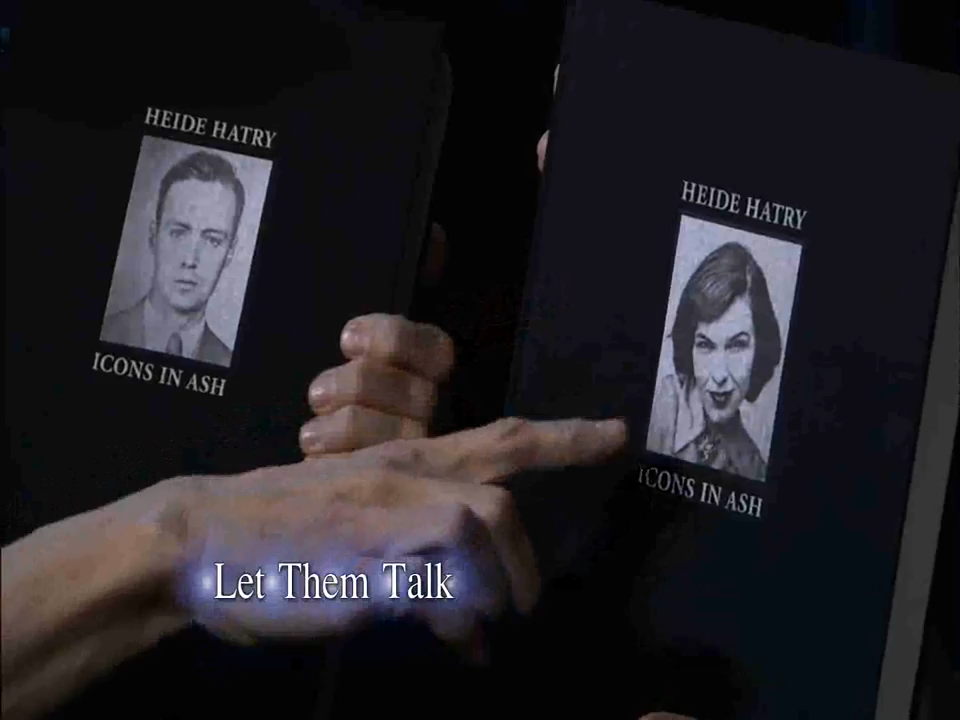 HEIDE HATRY
ICONS IN ASH
HEIDE HATRY
ICONS IN ASH
Let Them Talk